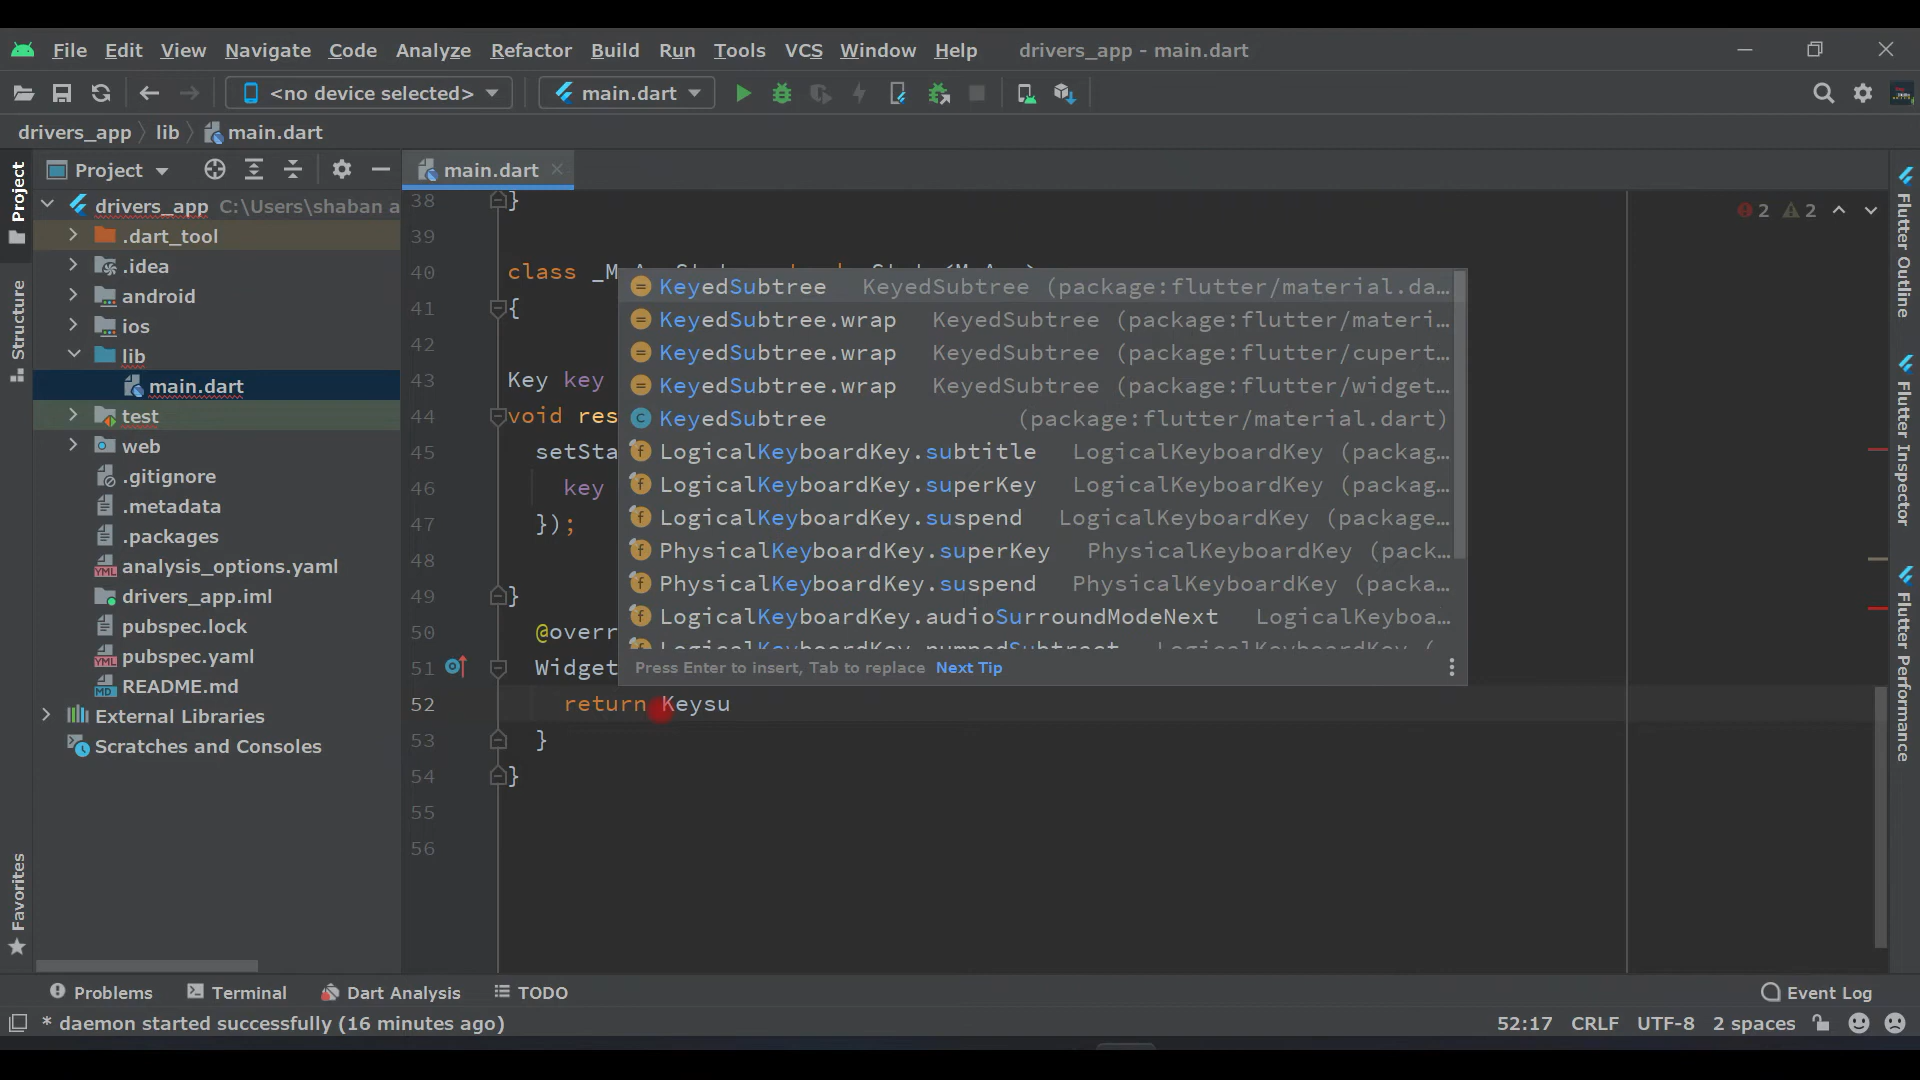 File Edit View Navigate Code Analyze Refactor Build Run Tools VCS Window Help drivers_app - main.dart
<no device selected> main.dart
drivers_app lib main.dart
Project
main.dart
drivers_app C:\Users\shaban a
.dart_tool
.idea
android
ios
lib
main.dart
test
web
.gitignore
.metadata
.packages
analysis_options.yaml
drivers_app.iml
pubspec.lock
pubspec.yaml
README.md
External Libraries
Scratches and Consoles
Project
Structure
Favorites
38 }
39
40 class
41 {
42
43 Key key
44 void res
45 setSta
46 key
47 });
48
49 }
50 @overr
51 Widget
52 return Keysu
53 }
54 }
55
56
2 2
KeyedSubtree KeyedSubtree (package:flutter/material.da…
KeyedSubtree.wrap KeyedSubtree (package:flutter/materi…
KeyedSubtree.wrap KeyedSubtree (package:flutter/cupert…
KeyedSubtree.wrap KeyedSubtree (package:flutter/widget…
KeyedSubtree (package:flutter/material.dart)
LogicalKeyboardKey.subtitle LogicalKeyboardKey (packag…
LogicalKeyboardKey.superKey LogicalKeyboardKey (packag…
LogicalKeyboardKey.suspend LogicalKeyboardKey (package…
PhysicalKeyboardKey.superKey PhysicalKeyboardKey (pack…
PhysicalKeyboardKey.suspend PhysicalKeyboardKey (packa…
LogicalKeyboardKey.audioSurroundModeNext LogicalKeyboa…
Press Enter to insert, Tab to replace Next Tip
Flutter Outline
Flutter Inspector
Flutter Performance
Problems Terminal Dart Analysis TODO Event Log
* daemon started successfully (16 minutes ago) 52:17 CRLF UTF-8 2 spaces